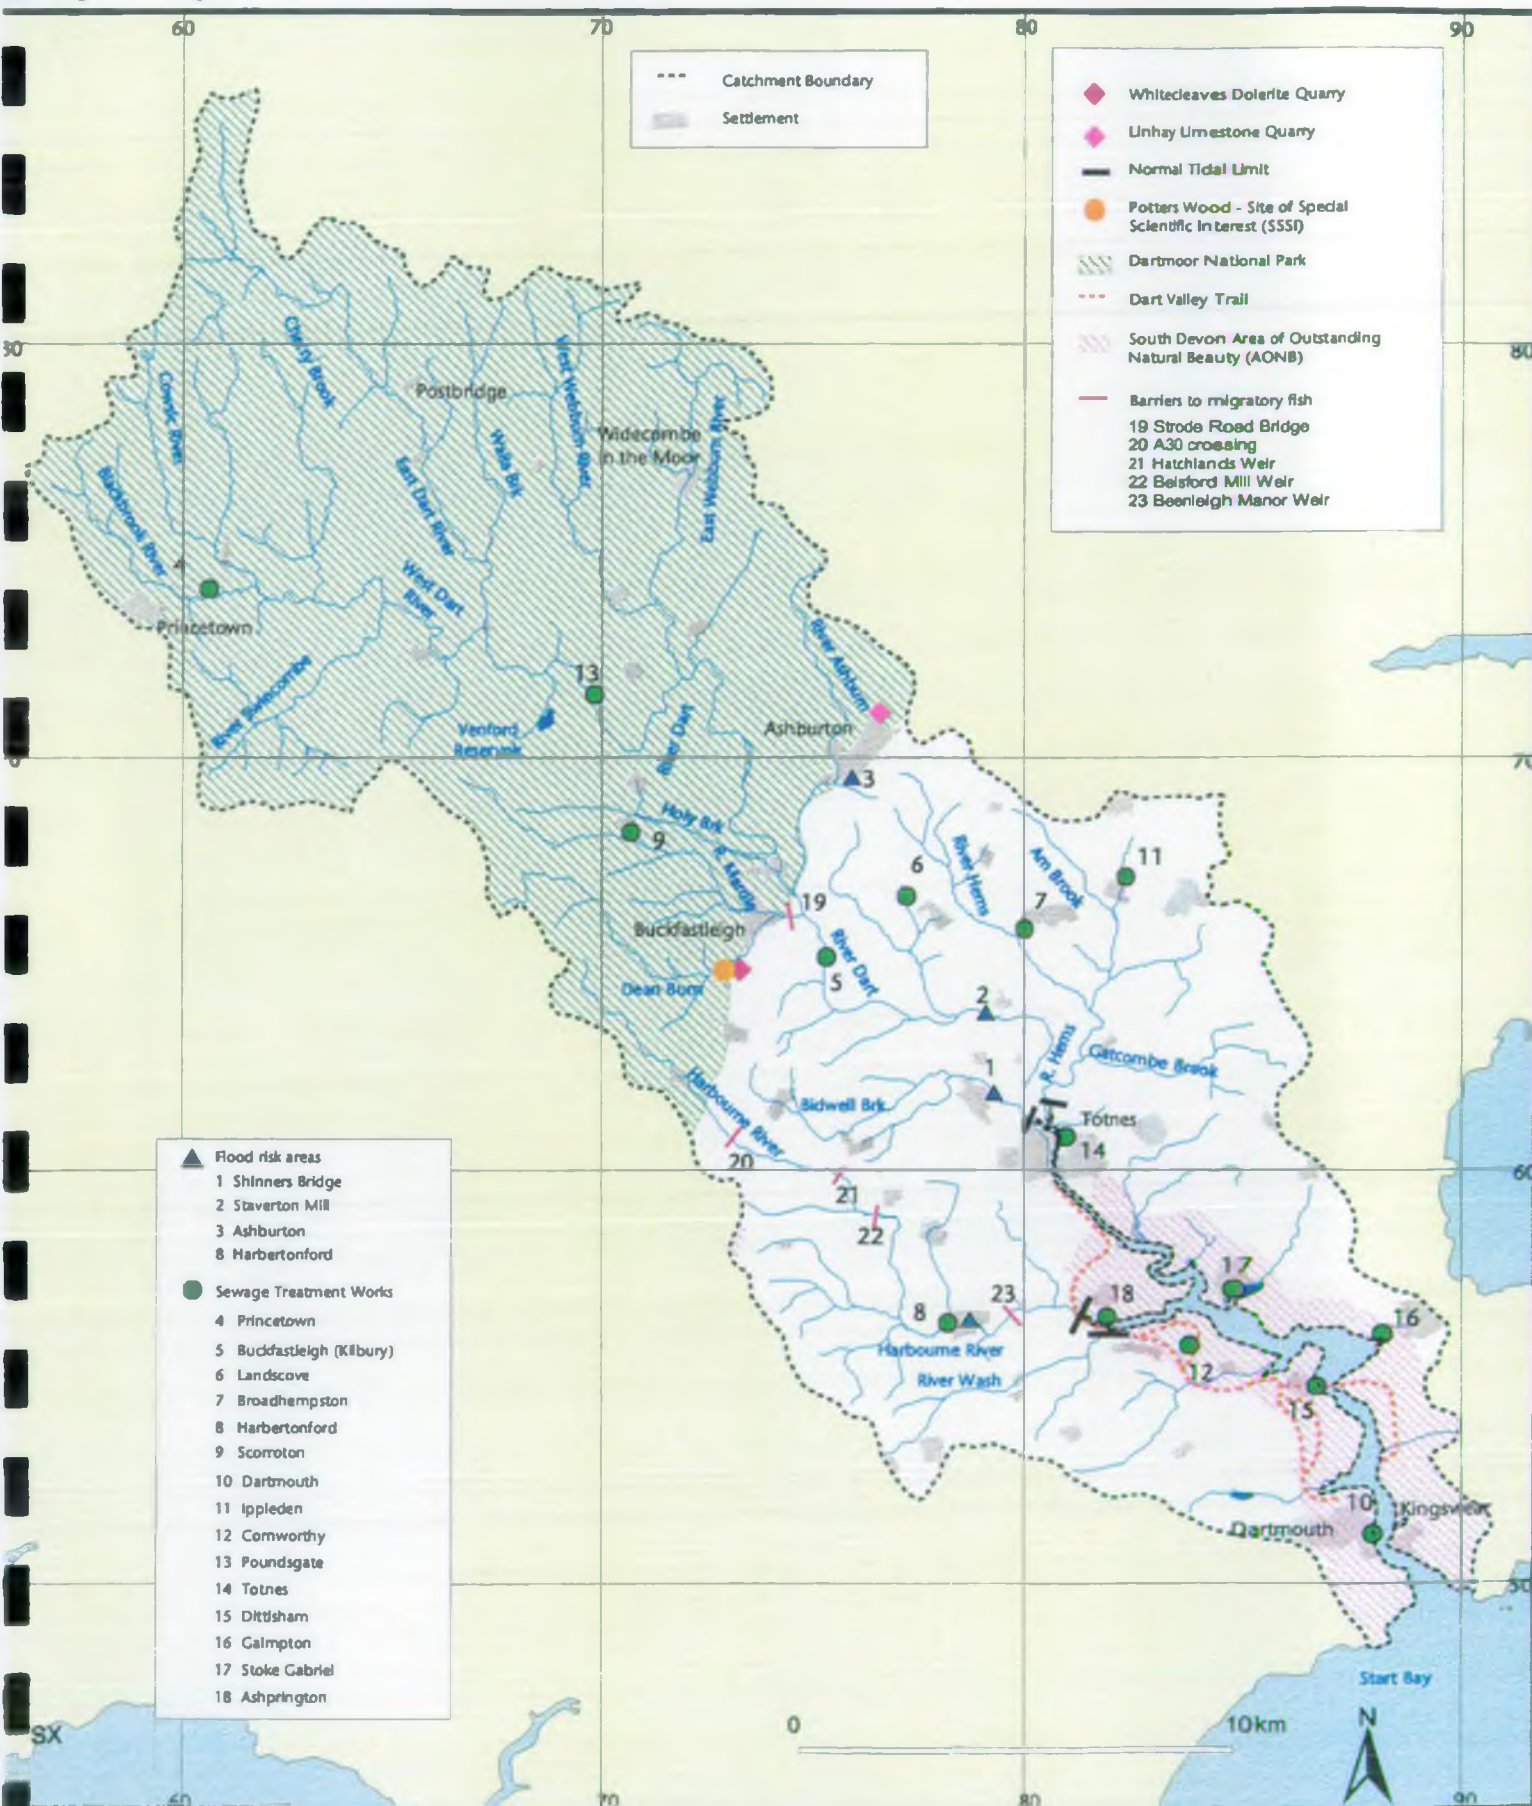 60 70 80 90
Catchment Boundary
Settlement
Whitecleaves Dolerite Quarry
Linhay Limestone Quarry
Normal Tidal Limit
Potters Wood - Site of Special
Scientific Interest (SSSI)
Dartmoor National Park
Dart Valley Trail
South Devon Area of Outstanding
Natural Beauty (AONB)
Barriers to migratory fish
19 Strode Road Bridge
20 A30 crossing
21 Hatchlands Weir
22 Belsford Mill Weir
23 Beenleigh Manor Weir
80
80
Cowsic River
Cherry Brook
Postbridge
West Webburn River
Widecombe
in the Moor
East Webburn River
Walla Brk
East Dart River
Blackbrook River
4
West Dart
River
Princetown
River Swincombe
13
Venford
Reservoir
River Dart
River Ashburn
Ashburton
3
70
Holy Brk
9
R. Mardle
Buckfastleigh
19
River Dart
5
Dean Burn
6
River Hems
7
Am Brook
11
2
R. Hems
Gatcombe Brook
1
Harbourne River
Bidwell Brk
Totnes
14
20
21
22
60
23
8
Harbourne River
River Wash
18
17
16
12
15
10
Kingswear
Dartmouth
50
Start Bay
Flood risk areas
1 Shinners Bridge
2 Staverton Mill
3 Ashburton
8 Harbertonford
Sewage Treatment Works
4 Princetown
5 Buckfastleigh (Kilbury)
6 Landscove
7 Broadhempston
8 Harbertonford
9 Scorroton
10 Dartmouth
11 Ippleden
12 Cornworthy
13 Poundsgate
14 Totnes
15 Dittisham
16 Galmpton
17 Stoke Gabriel
18 Ashprington
SX
0 10km
N
60 70 80 90